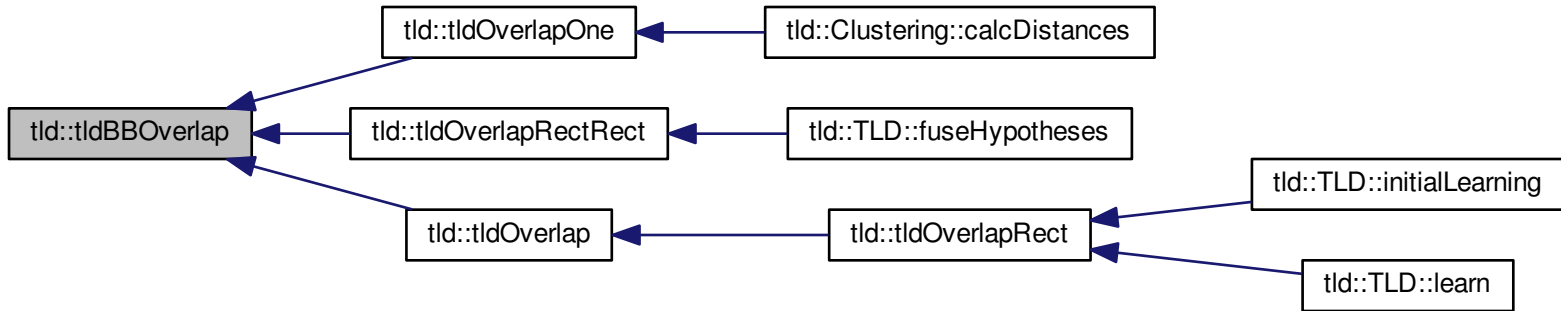 tld::tldOverlapOne
tld::Clustering::calcDistances
tld::tldBBOverlap
tld::tldOverlapRectRect
tld::TLD::fuseHypotheses
tld::TLD::initialLearning
tld::tldOverlap
tld::tldOverlapRect
tld::TLD::learn